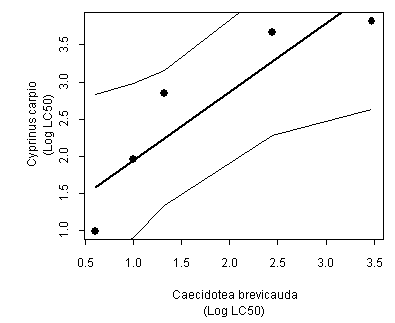 Cyprinus carpio
(Log LC50)
3.5
3.0
2.5
2.0
1.5
1.0
0.5 1.0 1.5 2.0 2.5 3.0 3.5
Caecidotea brevicauda
(Log LC50)